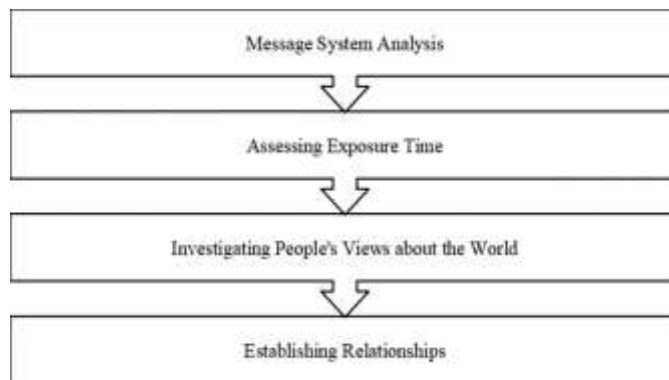 Message System Analysis
Assessing Exposure Time
Investigating People's Views about the World
Establishing Relationships